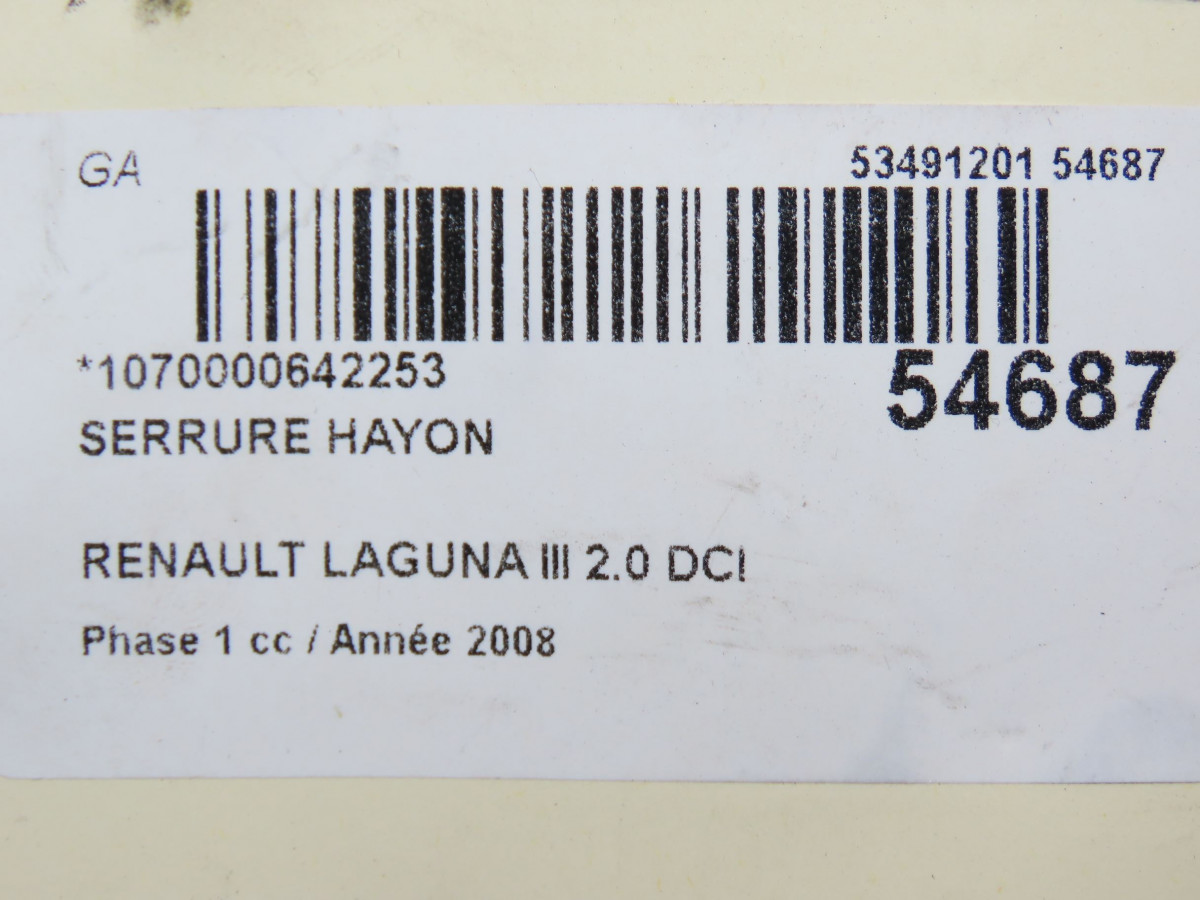 GA
53491201 54687
*1070000642253
54687
SERRURE HAYON
RENAULT LAGUNA III 2.0 DCI
Phase 1 cc / Année 2008